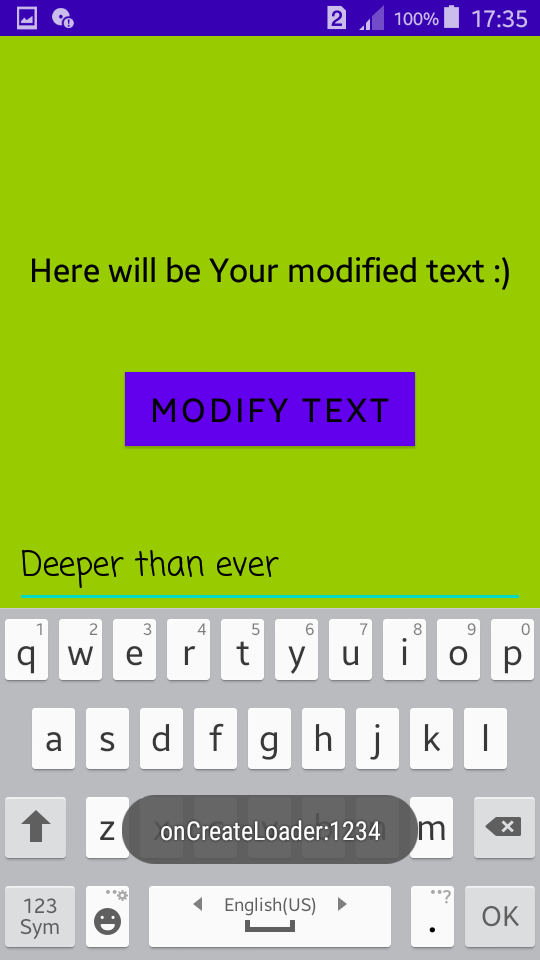 2 100% 17:35
Here will be Your modified text :)
MODIFY TEXT
Deeper than ever
1 2 3 4 5 6 7 8 9 0
q w e r t y u i o p
a s d f g h j k l
z m
onCreateLoader:1234
123 English(US) ?
Sym . OK